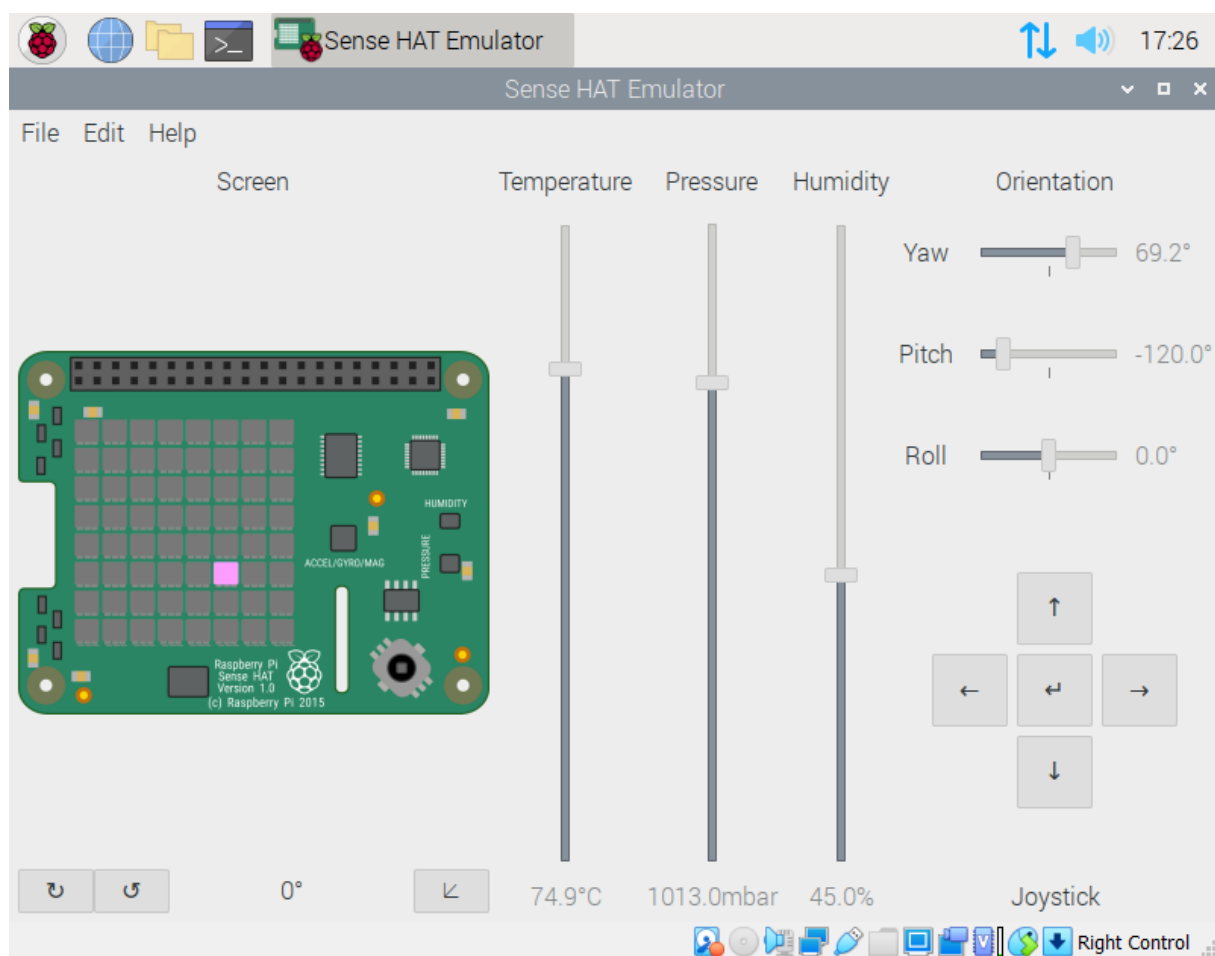 Sense HAT Emulator
17:26
Sense HAT Emulator
File Edit Help
Screen
Temperature
Pressure
Humidity
Orientation
Yaw
69.2°
Pitch
-120.0°
Roll
0.0°
HUMIDITY
PRESSURE
ACCEL/GYRO/MAG
Raspberry Pi
Sense HAT
Version 1.0
(c) Raspberry Pi 2015
↑
← ↵ →
↓
↻ ↺ 0°
74.9°C
1013.0mbar
45.0%
Joystick
Right Control